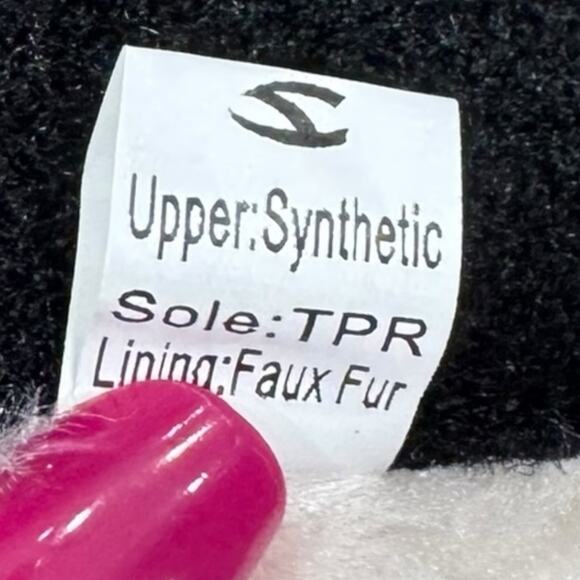 Upper:Synthetic
Sole:TPR
Lining:Faux Fur